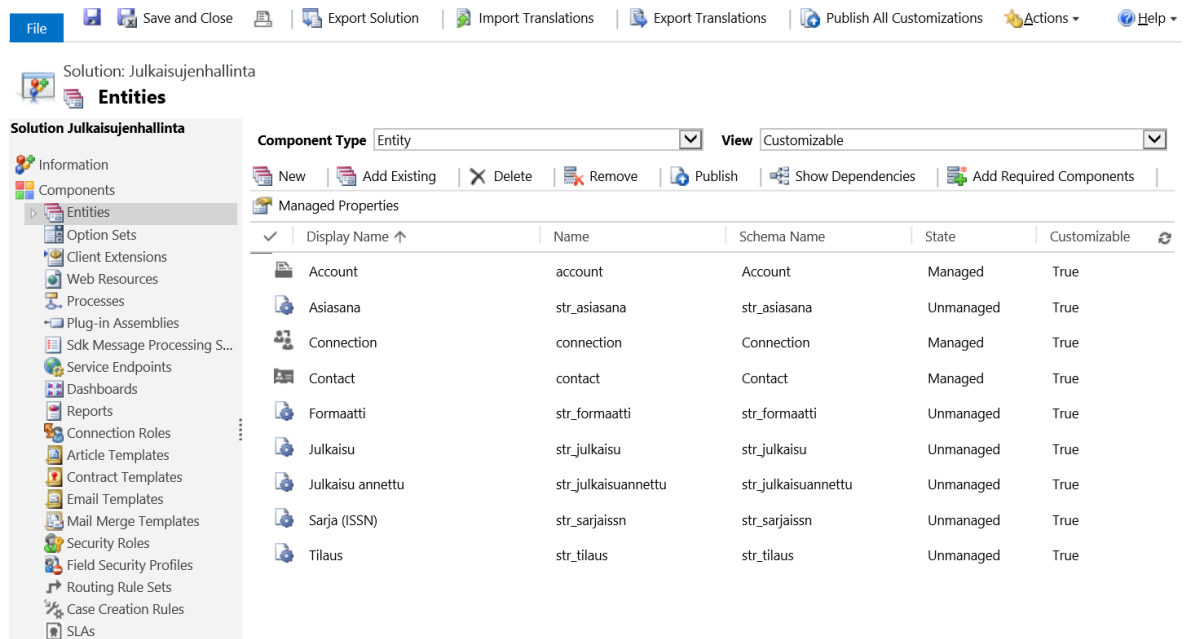 File Save and Close Export Solution Import Translations Export Translations Publish All Customizations Actions Help
Solution: Julkaisujenhallinta
Entities
Solution Julkaisujenhallinta
Information
Components
Entities
Option Sets
Client Extensions
Web Resources
Processes
Plug-in Assemblies
Sdk Message Processing S...
Service Endpoints
Dashboards
Reports
Connection Roles
Article Templates
Contract Templates
Email Templates
Mail Merge Templates
Security Roles
Field Security Profiles
Routing Rule Sets
Case Creation Rules
SLAs
Component Type Entity View Customizable
New Add Existing Delete Remove Publish Show Dependencies Add Required Components
Managed Properties
Display Name Name Schema Name State Customizable
Account account Account Managed True
Asiasana str_asiasana str_asiasana Unmanaged True
Connection connection Connection Managed True
Contact contact Contact Managed True
Formaatti str_formaatti str_formaatti Unmanaged True
Julkaisu str_julkaisu str_julkaisu Unmanaged True
Julkaisu annettu str_julkaisuannettu str_julkaisuannettu Unmanaged True
Sarja (ISSN) str_sarjaissn str_sarjaissn Unmanaged True
Tilaus str_tilaus str_tilaus Unmanaged True